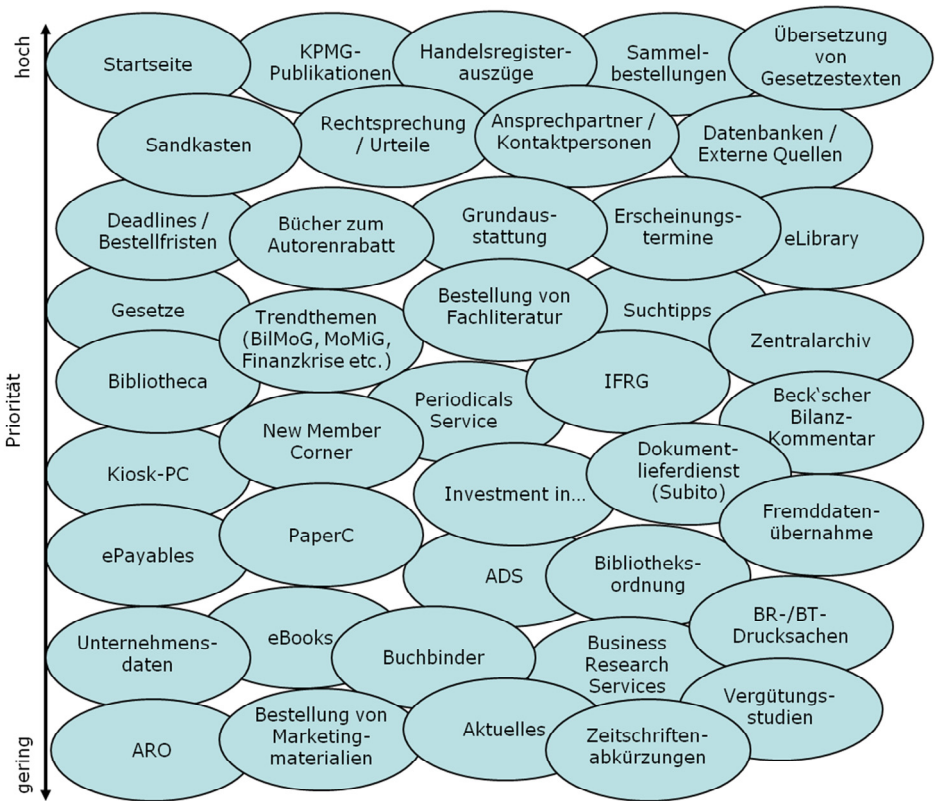 hoch
Priorität
gering
Startseite
KPMG-
Publikationen
Handelsregister-
auszüge
Sammel-
bestellungen
Übersetzung
von
Gesetzestexten
Sandkasten
Rechtsprechung
/ Urteile
Ansprechpartner /
Kontaktpersonen
Datenbanken /
Externe Quellen
Deadlines /
Bestellfristen
Bücher zum
Autorenrabatt
Grundaus-
stattung
Erscheinungs-
termine
eLibrary
Gesetze
Trendthemen
(BilMoG, MoMiG,
Finanzkrise etc.)
Bestellung von
Fachliteratur
Suchtipps
Zentralarchiv
Bibliotheca
Periodicals
Service
IFRG
Beck‘scher
Bilanz-
Kommentar
New Member
Corner
Kiosk-PC
Investment in...
Dokument-
lieferdienst
(Subito)
Fremddaten-
übernahme
ePayables
PaperC
ADS
Bibliotheks-
ordnung
BR-/BT-
Drucksachen
Unternehmens-
daten
eBooks
Buchbinder
Business
Research
Services
Vergütungs-
studien
ARO
Bestellung von
Marketing-
materialien
Aktuelles
Zeitschriften-
abkürzungen